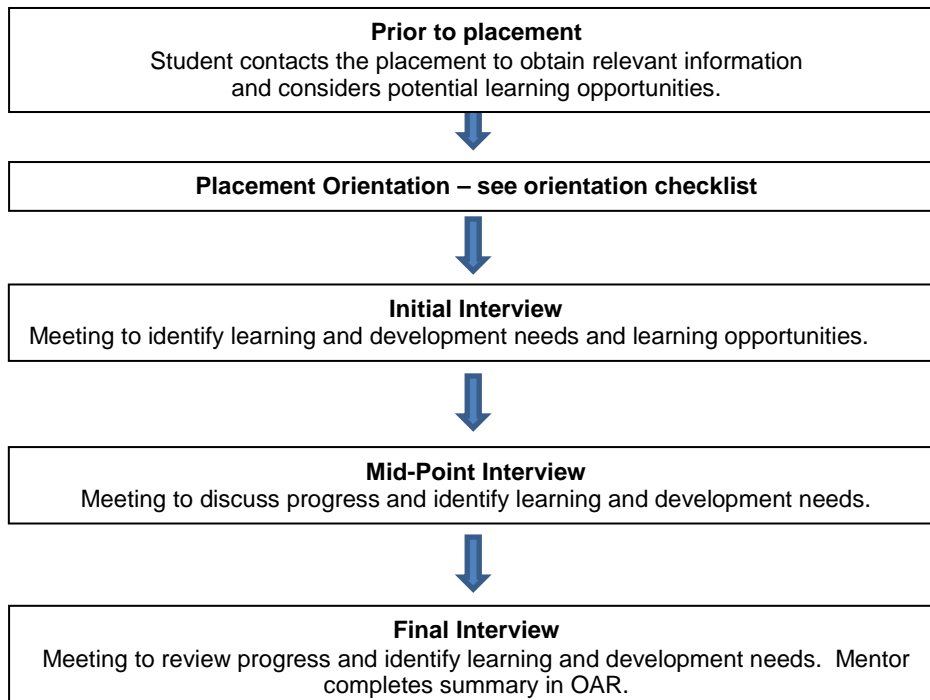 Prior to placement
Student contacts the placement to obtain relevant information
and considers potential learning opportunities.
Placement Orientation – see orientation checklist
Initial Interview
Meeting to identify learning and development needs and learning opportunities.
Mid-Point Interview
Meeting to discuss progress and identify learning and development needs.
Final Interview
Meeting to review progress and identify learning and development needs.  Mentor
completes summary in OAR.